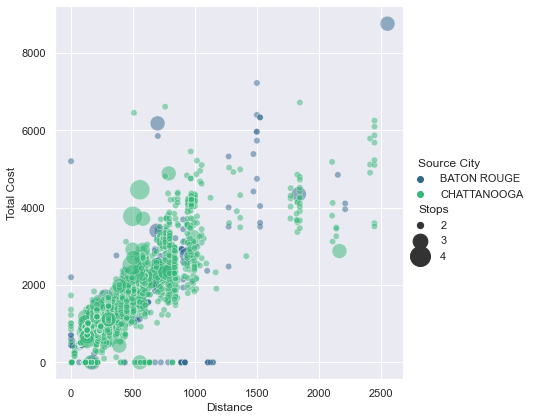 8000
6000
4000
2000
0
Total Cost
0
500
1000
1500
2000
2500
Distance
Source City
BATON ROUGE
CHATTANOOGA
Stops
2
3
4